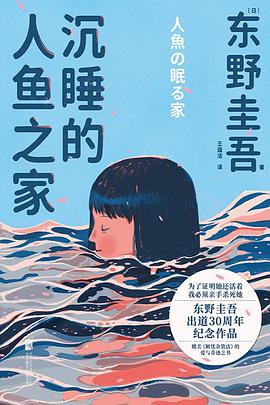 [日]
东野圭吾
著
王蕴洁
译
人魚の眠る家
沉睡的
人鱼之家
为了证明她还活着
我必须亲手杀死她
东野圭吾
出道30周年
纪念作品
媲美《解忧杂货店》的
爱与奇迹之书